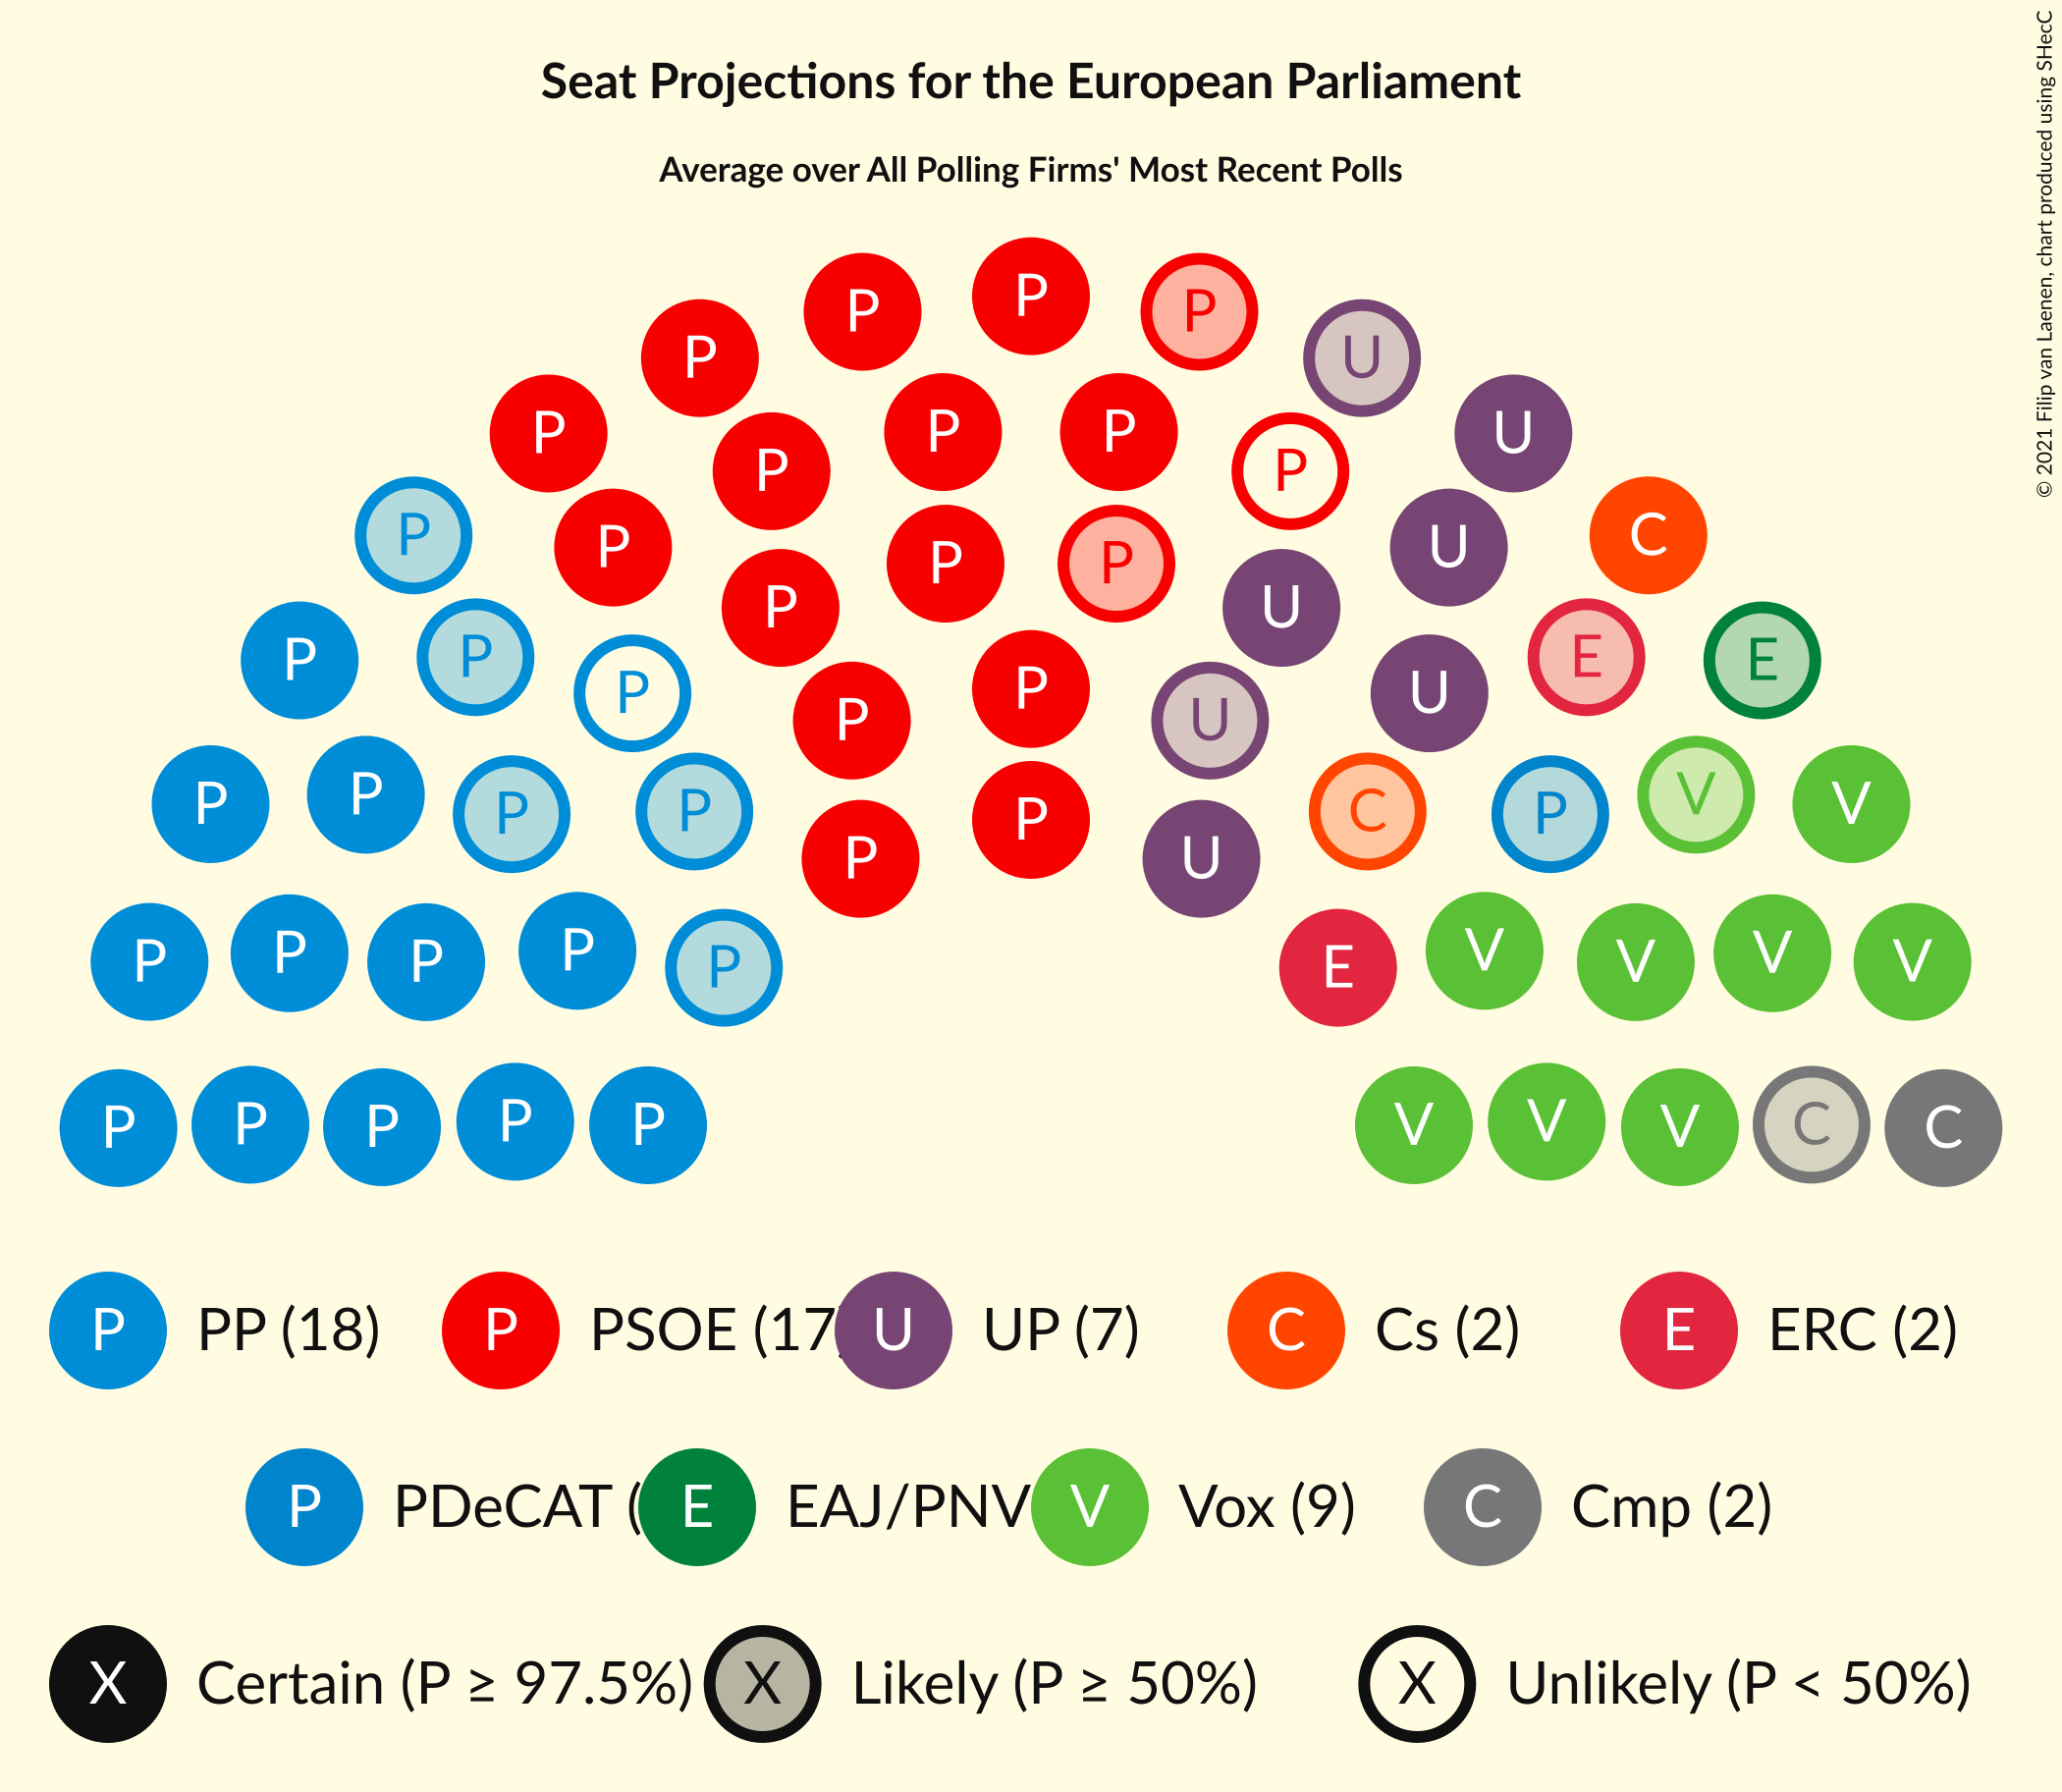 Seat Projections for the European Parliament
Average over All Polling Firms' Most Recent Polls
© 2021 Filip van Laenen, chart produced using SHecC
P
P P
P P
P U
P P P P U
P P P U C
P P P U
P P P E E
P P U U
P P P C P V V
P P U
P P P P P E V V V V
P P P P P V V V C C
P PP (18) P PSOE (17 U UP (7) C Cs (2) E ERC (2)
P PDeCAT ( E EAJ/PNV V Vox (9) C Cmp (2)
X Certain (P ≥ 97.5%) X Likely (P ≥ 50%) X Unlikely (P < 50%)